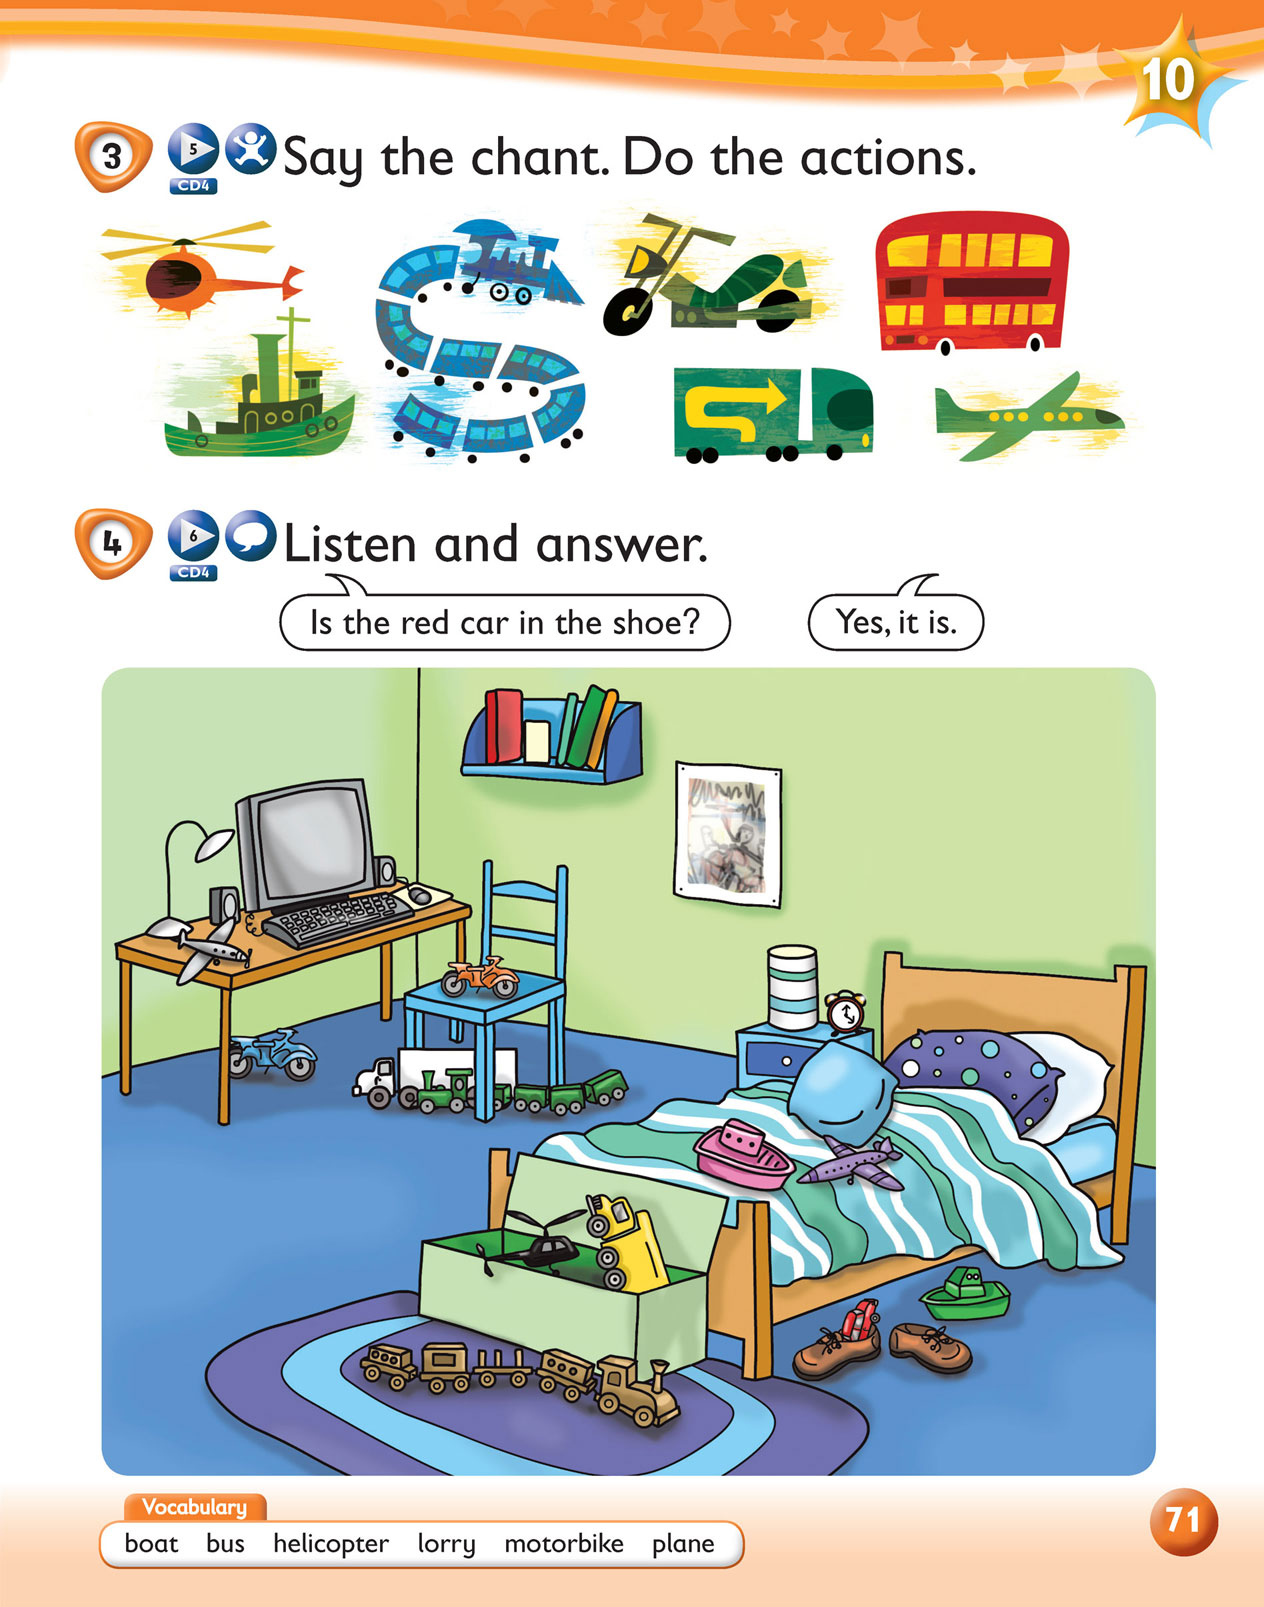 10
3 5 CD4 Say the chant. Do the actions.
4 6 CD4 Listen and answer.
Is the red car in the shoe? Yes, it is.
Vocabulary
boat bus helicopter lorry motorbike plane
71